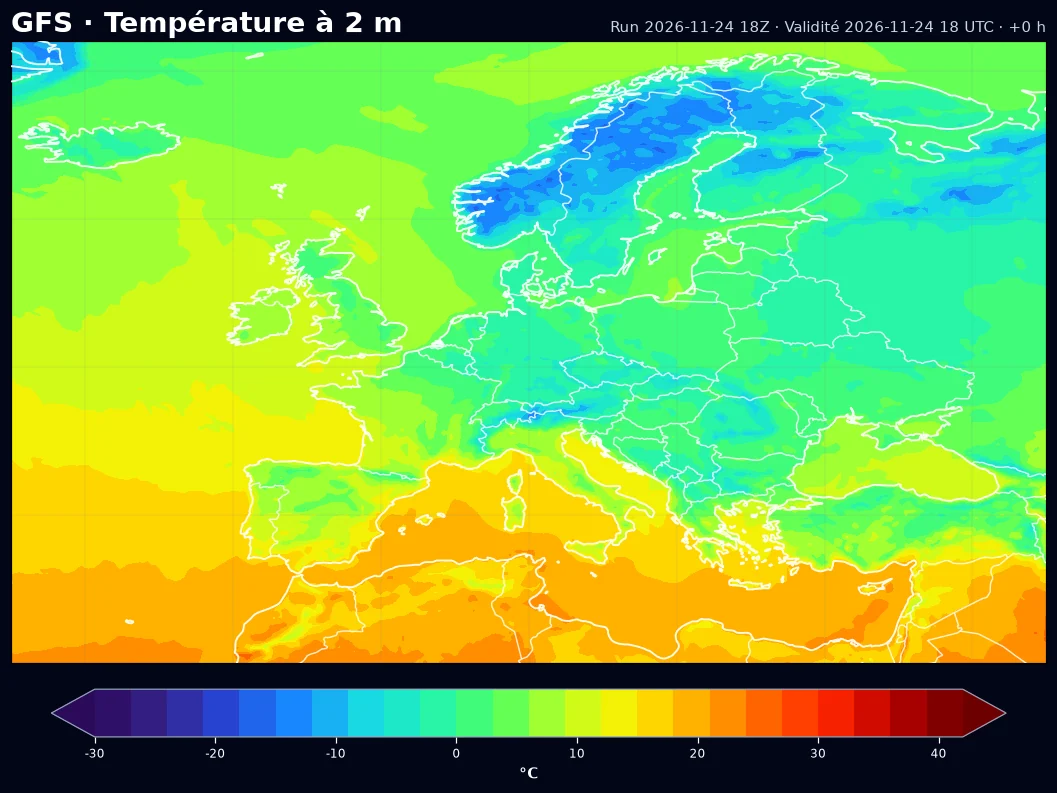 GFS · Température à 2 m
Run 2026-11-24 18Z · Validité 2026-11-24 18 UTC · +0 h
-30 -20 -10 0 10 20 30 40
°C